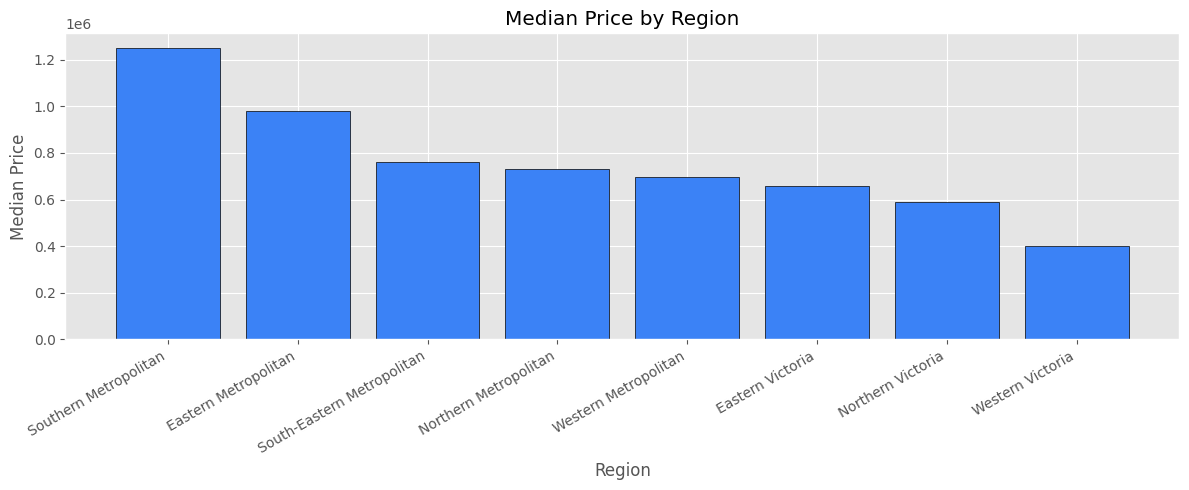 Median Price by Region
1e6
Median Price
1.2
1.0
0.8
0.6
0.4
0.2
0.0
Southern Metropolitan
Eastern Metropolitan
South-Eastern Metropolitan
Northern Metropolitan
Western Metropolitan
Eastern Victoria
Northern Victoria
Western Victoria
Region